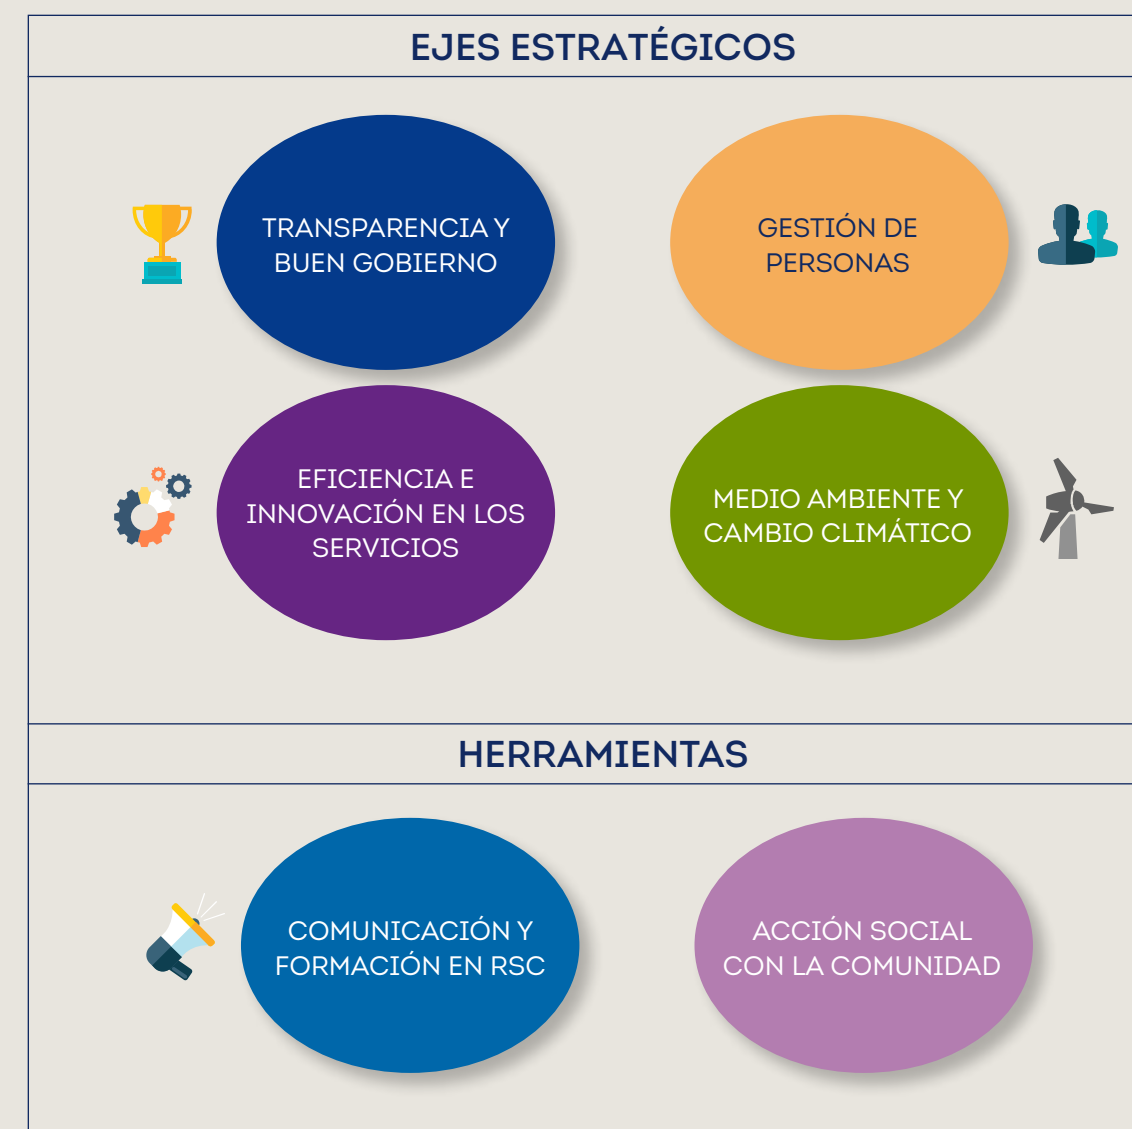 EJES ESTRATÉGICOS
TRANSPARENCIA Y
BUEN GOBIERNO
GESTIÓN DE
PERSONAS
EFICIENCIA E
INNOVACIÓN EN LOS
SERVICIOS
MEDIO AMBIENTE Y
CAMBIO CLIMÁTICO
HERRAMIENTAS
COMUNICACIÓN Y
FORMACIÓN EN RSC
ACCIÓN SOCIAL
CON LA COMUNIDAD